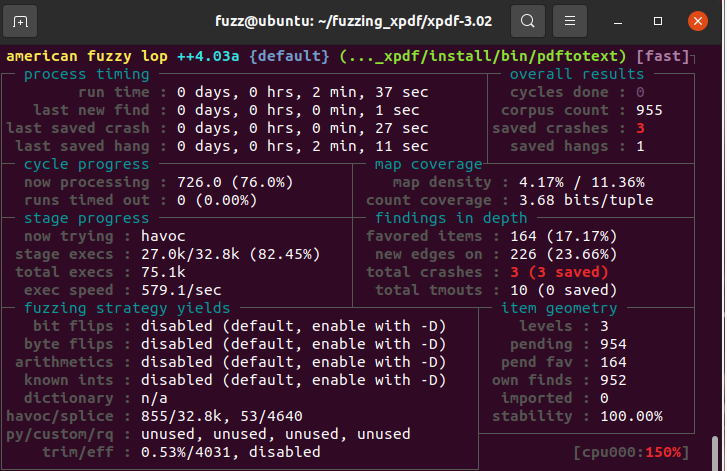 fuzz@ubuntu: ~/fuzzing_xpdf/xpdf-3.02
american fuzzy lop ++4.03a {default} (..._xpdf/install/bin/pdftotext) [fast]
process timing overall results
run time : 0 days, 0 hrs, 2 min, 37 sec cycles done : 0
last new find : 0 days, 0 hrs, 0 min, 1 sec corpus count : 955
last saved crash : 0 days, 0 hrs, 0 min, 27 sec saved crashes : 3
last saved hang : 0 days, 0 hrs, 2 min, 11 sec saved hangs : 1
cycle progress map coverage
now processing : 726.0 (76.0%) map density : 4.17% / 11.36%
runs timed out : 0 (0.00%) count coverage : 3.68 bits/tuple
stage progress findings in depth
now trying : havoc favored items : 164 (17.17%)
stage execs : 27.0k/32.8k (82.45%) new edges on : 226 (23.66%)
total execs : 75.1k total crashes : 3 (3 saved)
exec speed : 579.1/sec total tmouts : 10 (0 saved)
fuzzing strategy yields item geometry
bit flips : disabled (default, enable with -D) levels : 3
byte flips : disabled (default, enable with -D) pending : 954
arithmetics : disabled (default, enable with -D) pend fav : 164
known ints : disabled (default, enable with -D) own finds : 952
dictionary : n/a imported : 0
havoc/splice : 855/32.8k, 53/4640 stability : 100.00%
py/custom/rq : unused, unused, unused, unused
trim/eff : 0.53%/4031, disabled [cpu000:150%]